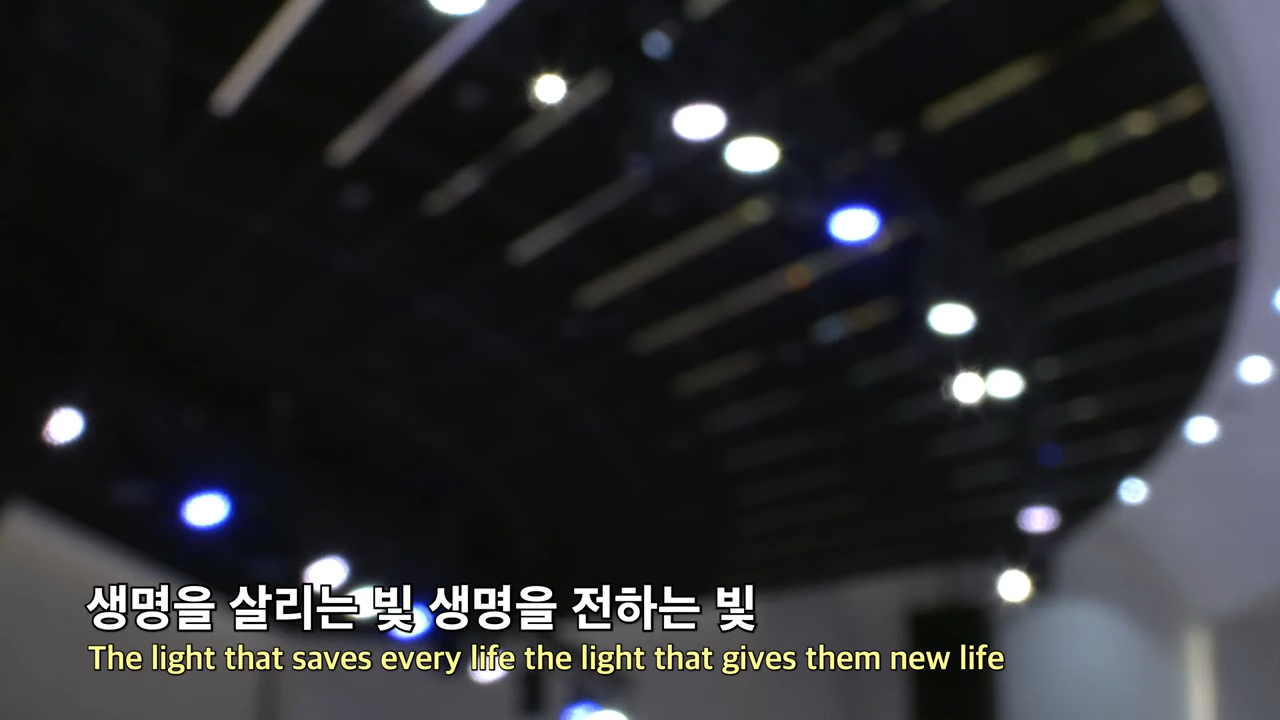 생명을 살리는 빛 생명을 전하는 빛
The light that saves every life the light that gives them new life